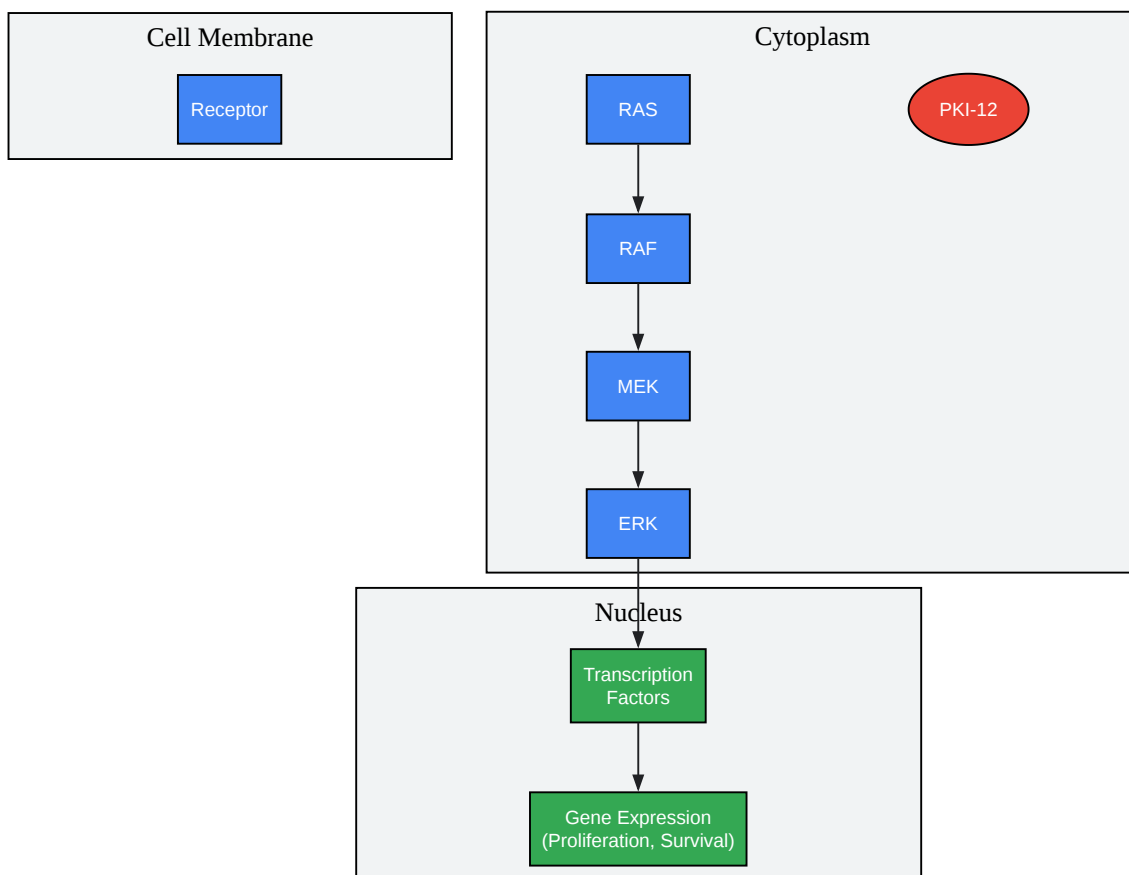 Cell Membrane
Receptor
Cytoplasm
RAS
PKI-12
RAF
MEK
ERK
Nucleus
Transcription
Factors
Gene Expression
(Proliferation, Survival)